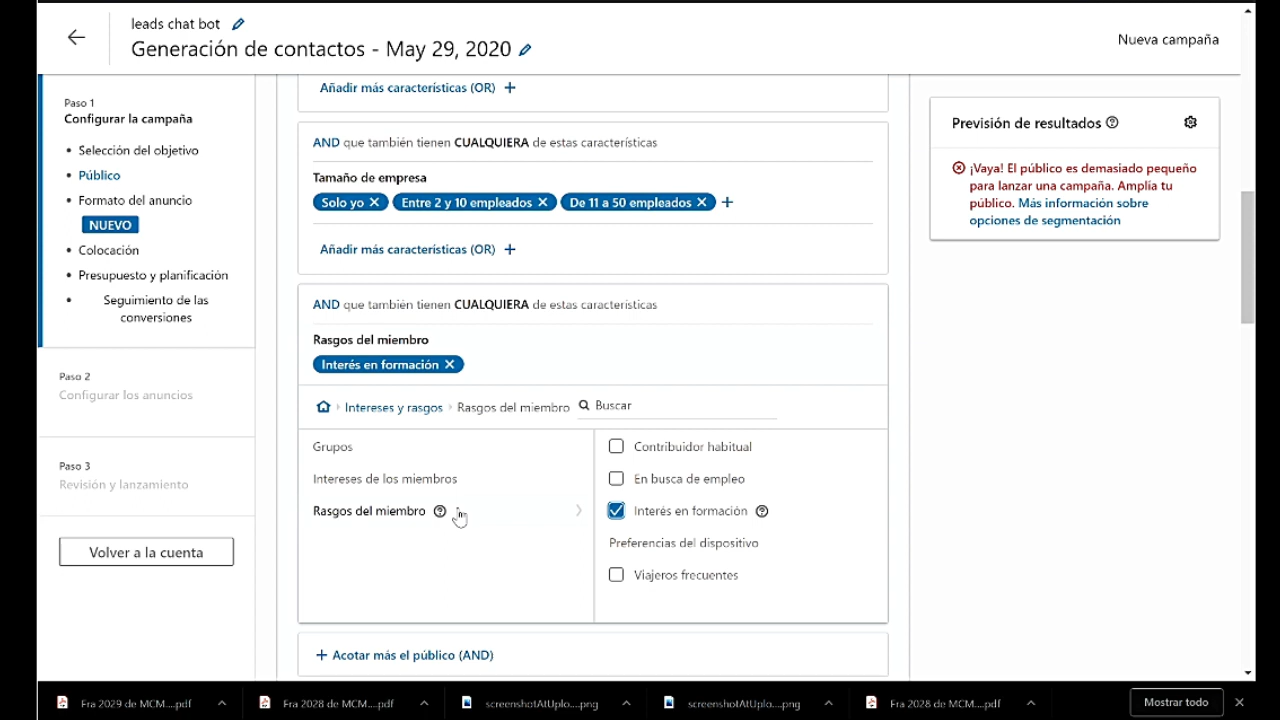 leads chat bot
Generación de contactos - May 29, 2020
Nueva campaña
Paso 1
Configurar la campaña
Selección del objetivo
Público
Formato del anuncio
NUEVO
Colocación
Presupuesto y planificación
Seguimiento de las
conversiones
Paso 2
Configurar los anuncios
Paso 3
Revisión y lanzamiento
Volver a la cuenta
Añadir más características (OR) +
AND que también tienen CUALQUIERA de estas características
Tamaño de empresa
Solo yo ✕ Entre 2 y 10 empleados ✕ De 11 a 50 empleados ✕ +
Añadir más características (OR) +
AND que también tienen CUALQUIERA de estas características
Rasgos del miembro
Interés en formación ✕
Intereses y rasgos › Rasgos del miembro Buscar
Grupos
Intereses de los miembros
Rasgos del miembro
Contribuidor habitual
En busca de empleo
Interés en formación
Preferencias del dispositivo
Viajeros frecuentes
+ Acotar más el público (AND)
Previsión de resultados
¡Vaya! El público es demasiado pequeño
para lanzar una campaña. Amplía tu
público. Más información sobre
opciones de segmentación
Fra 2029 de MCM....pdf
Fra 2028 de MCM....pdf
screenshotAtUplo....png
screenshotAtUplo....png
Fra 2028 de MCM....pdf
Mostrar todo